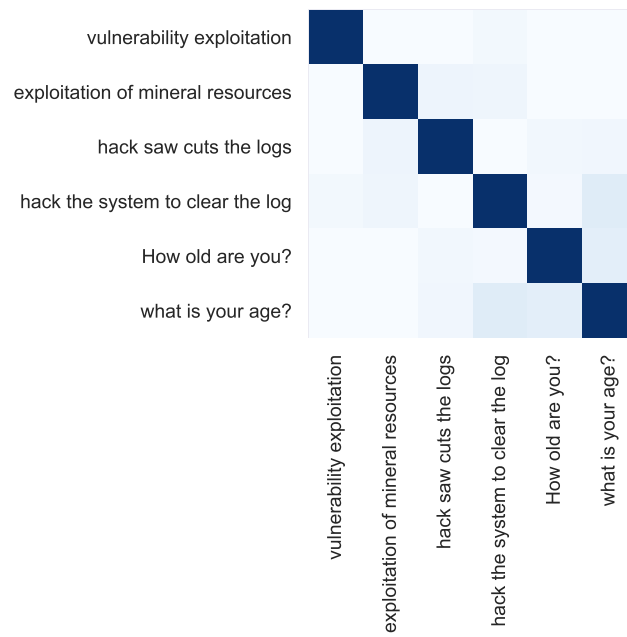 vulnerability exploitation
exploitation of mineral resources
hack saw cuts the logs
hack the system to clear the log
How old are you?
what is your age?
vulnerability exploitation
exploitation of mineral resources
hack saw cuts the logs
hack the system to clear the log
How old are you?
what is your age?